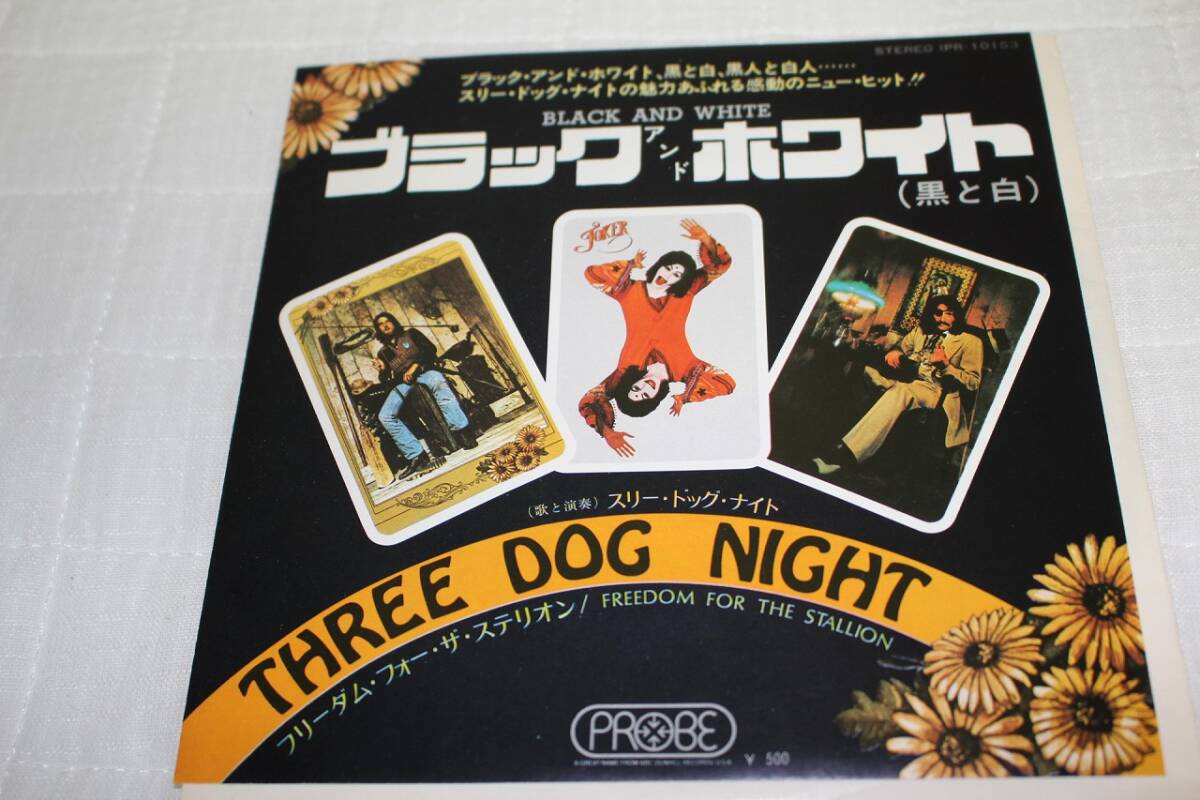 STEREO IPR-10153
ブラック・アンド・ホワイト、黒と白、黒人と白人……
スリー・ドッグ・ナイトの魅力あふれる感動のニュー・ヒット!!
BLACK AND WHITE
ブラック アンド ホワイト
(黒と白)
JOKER
(歌と演奏) スリー・ドッグ・ナイト
THREE DOG NIGHT
フリーダム・フォー・ザ・ステリオン/ FREEDOM FOR THE STALLION
PROBE
¥ 500